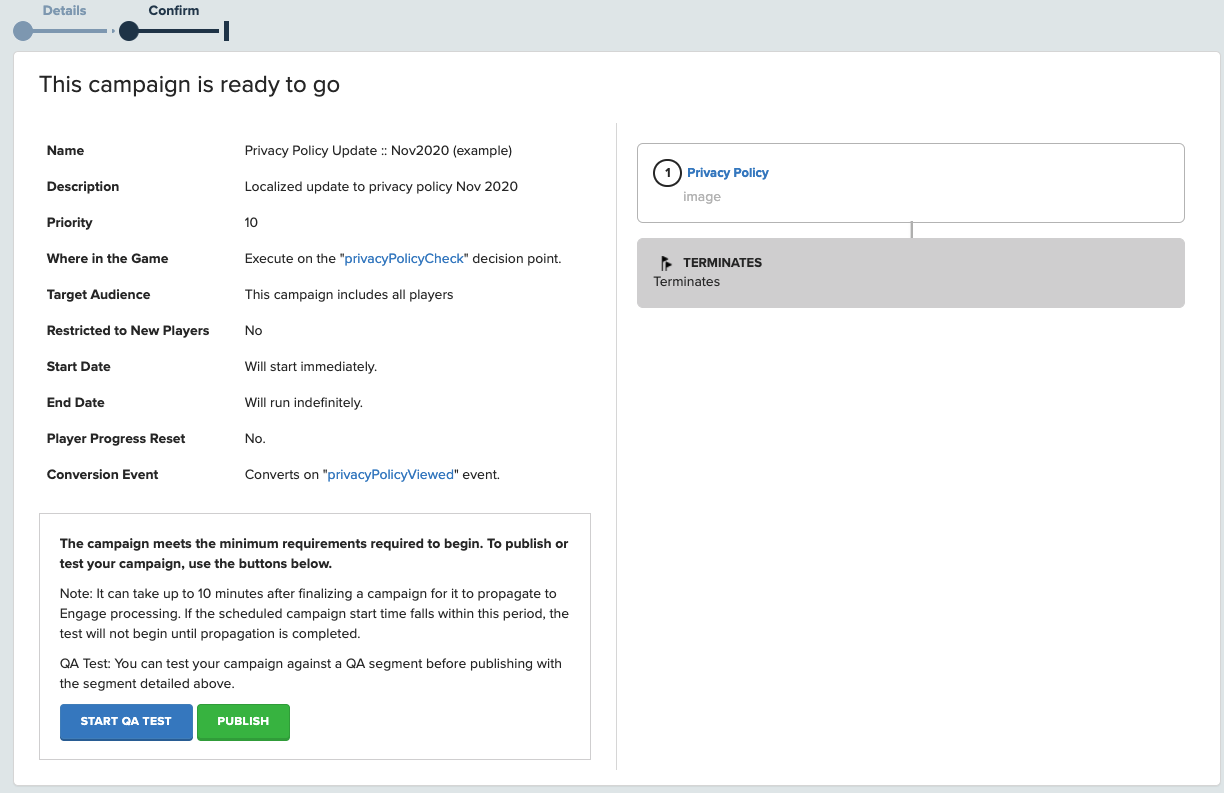 Details
Confirm
This campaign is ready to go
Name Privacy Policy Update :: Nov2020 (example)
Description Localized update to privacy policy Nov 2020
Priority 10
Where in the Game Execute on the "privacyPolicyCheck" decision point.
Target Audience This campaign includes all players
Restricted to New Players No
Start Date Will start immediately.
End Date Will run indefinitely.
Player Progress Reset No.
Conversion Event Converts on "privacyPolicyViewed" event.
The campaign meets the minimum requirements required to begin. To publish or
test your campaign, use the buttons below.
Note: It can take up to 10 minutes after finalizing a campaign for it to propagate to
Engage processing. If the scheduled campaign start time falls within this period, the
test will not begin until propagation is completed.
QA Test: You can test your campaign against a QA segment before publishing with
the segment detailed above.
START QA TEST
PUBLISH
1 Privacy Policy
image
TERMINATES
Terminates